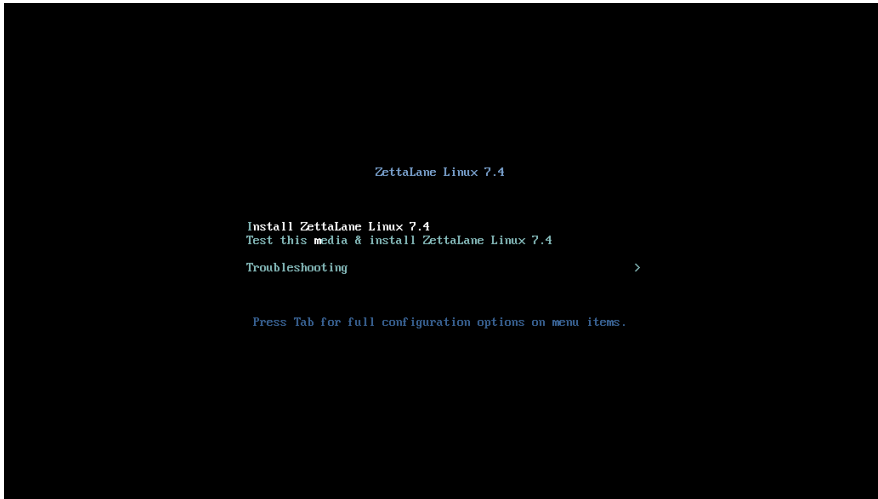 ZettaLane Linux 7.4
Install ZettaLane Linux 7.4
Test this media & install ZettaLane Linux 7.4
Troubleshooting >
Press Tab for full configuration options on menu items.